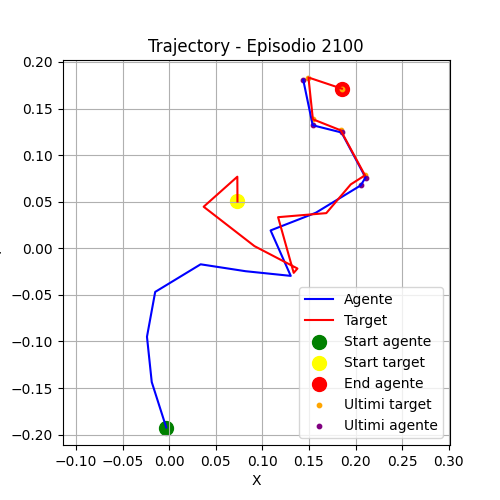 Trajectory - Episodio 2100
0.20
0.15
0.10
0.05
0.00
−0.05
−0.10
−0.15
−0.20
−0.10
−0.05
0.00
0.05
0.10
0.15
0.20
0.25
0.30
X
Agente
Target
Start agente
Start target
End agente
Ultimi target
Ultimi agente